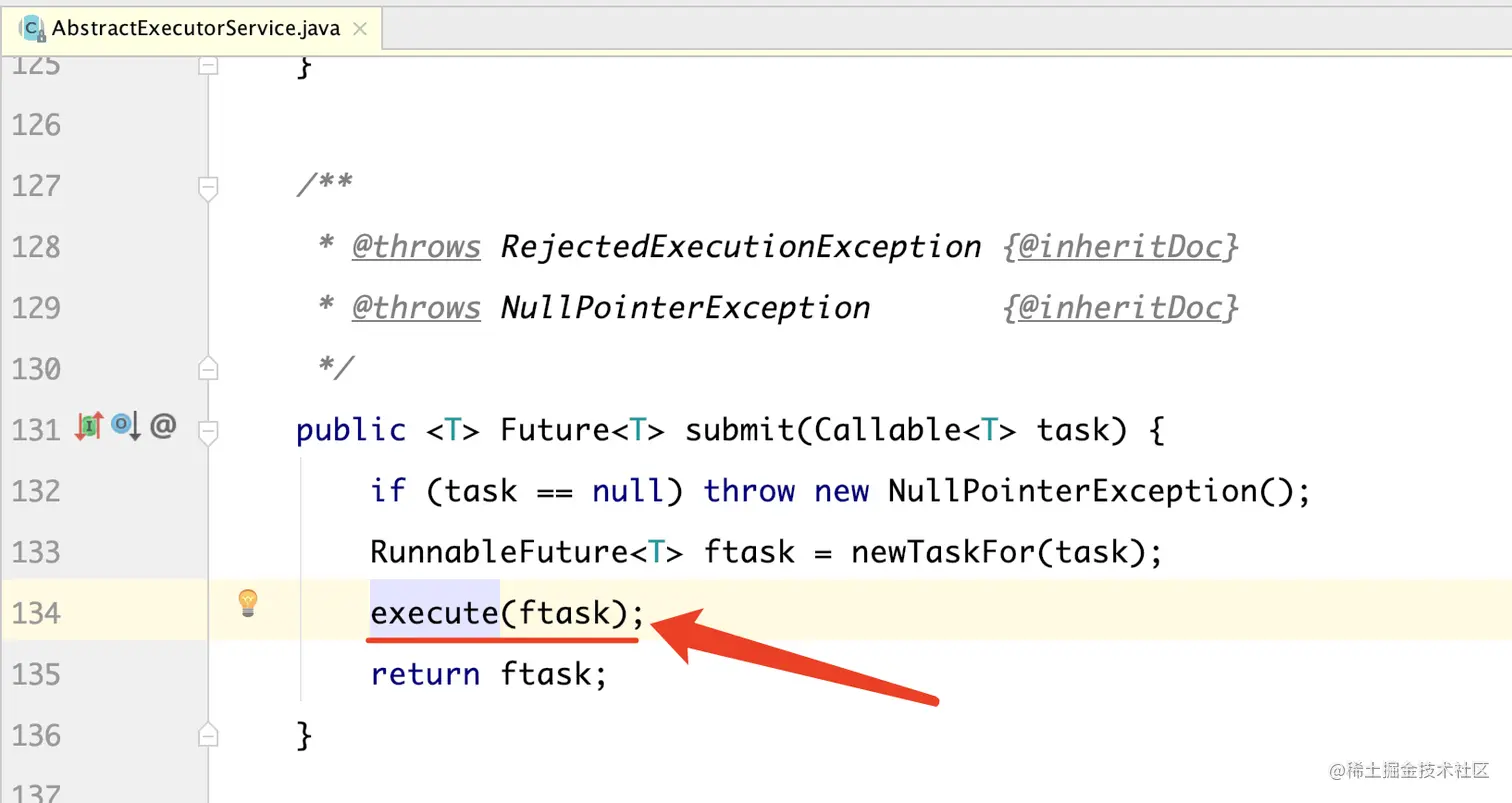 AbstractExecutorService.java
125 }
126
127 /**
128 * @throws RejectedExecutionException {@inheritDoc}
129 * @throws NullPointerException {@inheritDoc}
130 */
131 @ public <T> Future<T> submit(Callable<T> task) {
132 if (task == null) throw new NullPointerException();
133 RunnableFuture<T> ftask = newTaskFor(task);
134 execute(ftask);
135 return ftask;
136 }
137
@稀土掘金技术社区